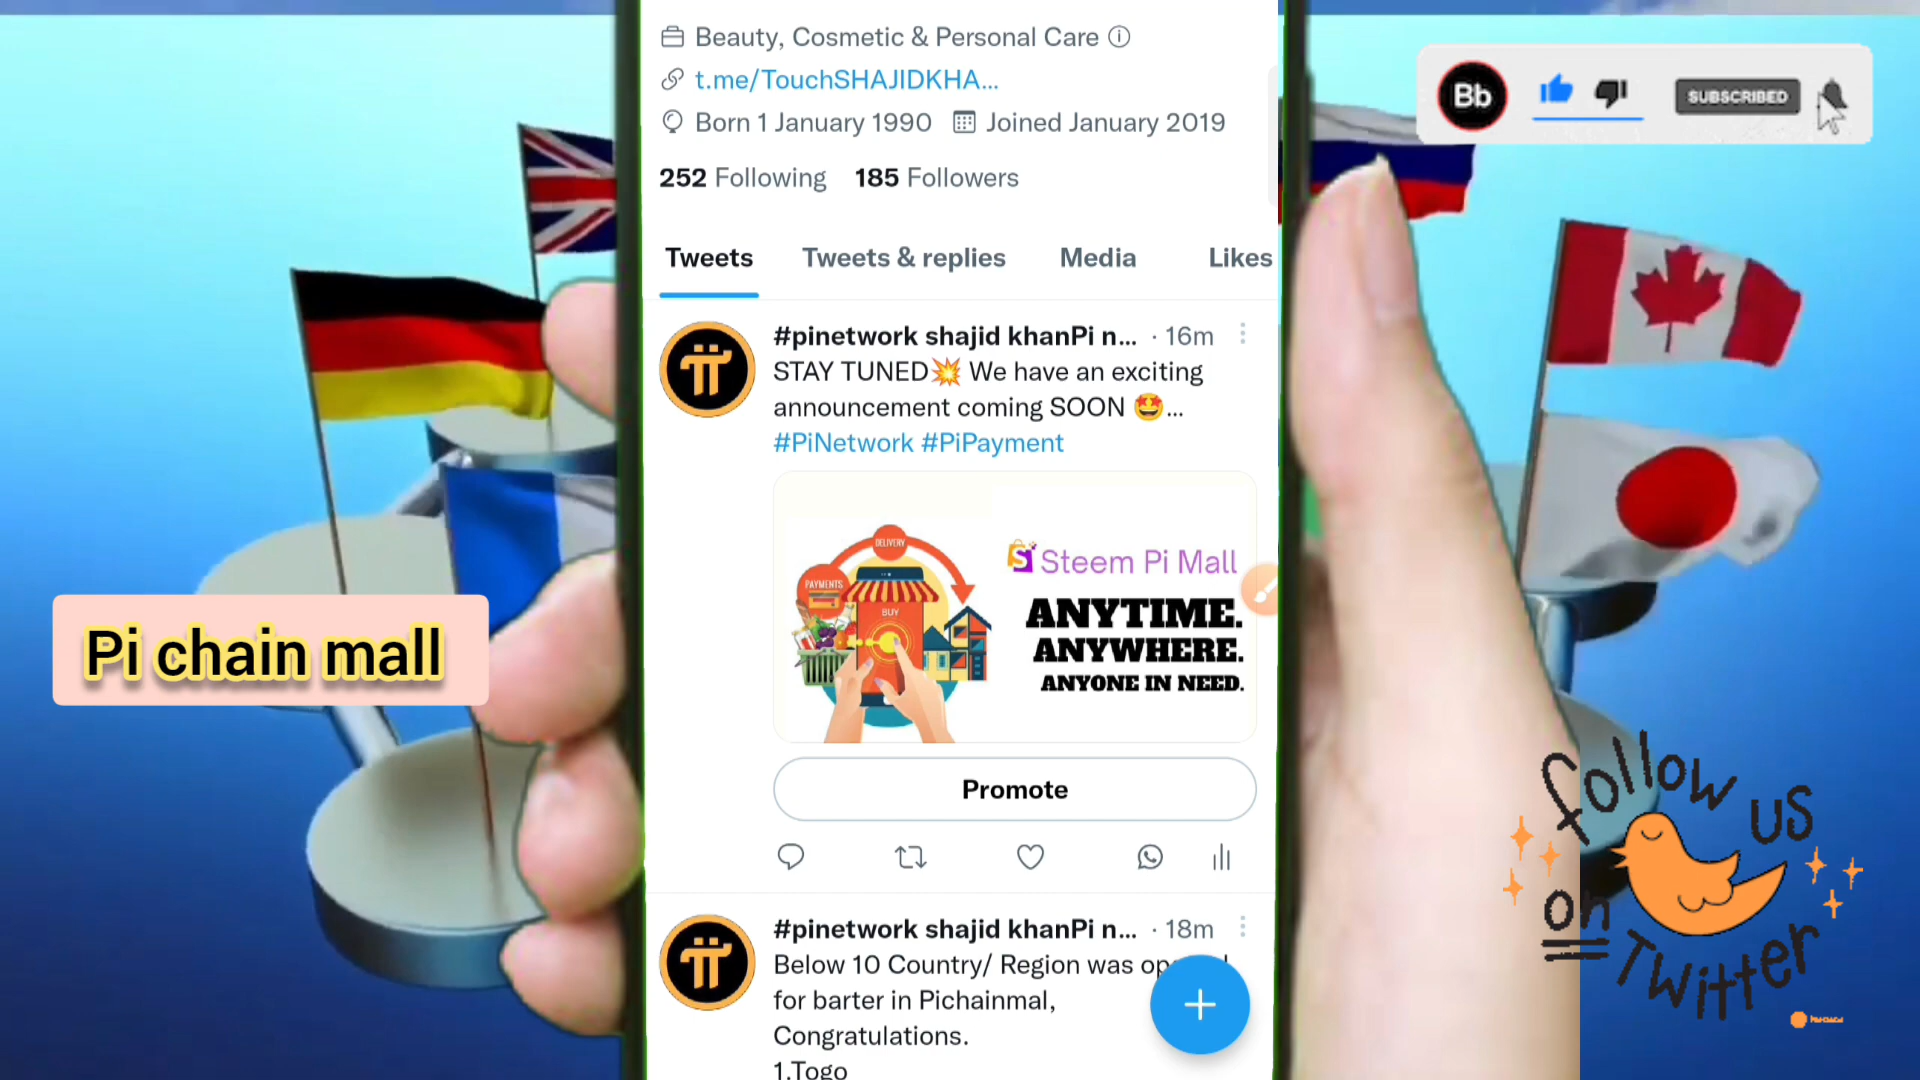 Beauty, Cosmetic & Personal Care
t.me/TouchSHAJIDKHA...
Born 1 January 1990 Joined January 2019
252 Following 185 Followers
Tweets Tweets & replies Media Likes
#pinetwork shajid khanPi n... · 16m
STAY TUNED💥 We have an exciting
announcement coming SOON 🤩...
#PiNetwork #PiPayment
DELIVERY
PAYMENTS
BUY
Steem Pi Mall
ANYTIME.
ANYWHERE.
ANYONE IN NEED.
Promote
#pinetwork shajid khanPi n... · 18m
Below 10 Country/ Region was
for barter in Pichainmal,
Congratulations.
1.Togo
Pi chain mall
Bb
SUBSCRIBED
follow
us
on
Twitter